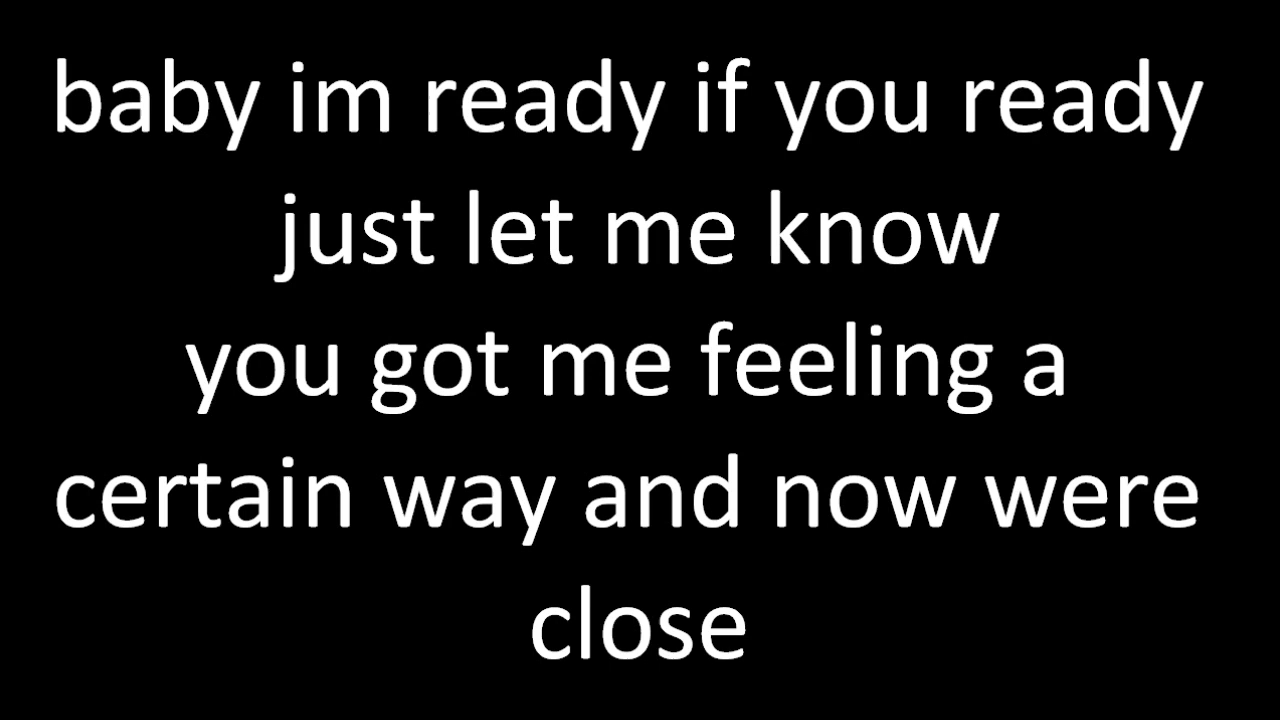 baby im ready if you ready
just let me know
you got me feeling a
certain way and now were
close